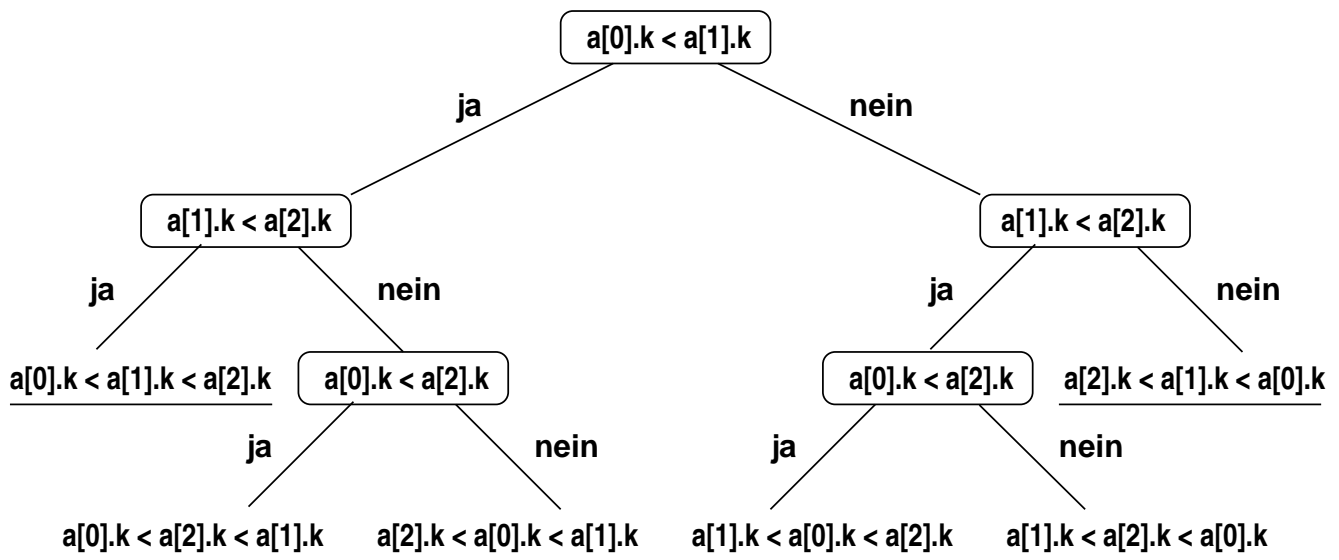 a[0].k < a[1].k
ja
nein
a[1].k < a[2].k
a[1].k < a[2].k
ja
nein
ja
nein
a[0].k < a[1].k < a[2].k
a[0].k < a[2].k
a[0].k < a[2].k
a[2].k < a[1].k < a[0].k
ja
nein
ja
nein
a[0].k < a[2].k < a[1].k
a[2].k < a[0].k < a[1].k
a[1].k < a[0].k < a[2].k
a[1].k < a[2].k < a[0].k